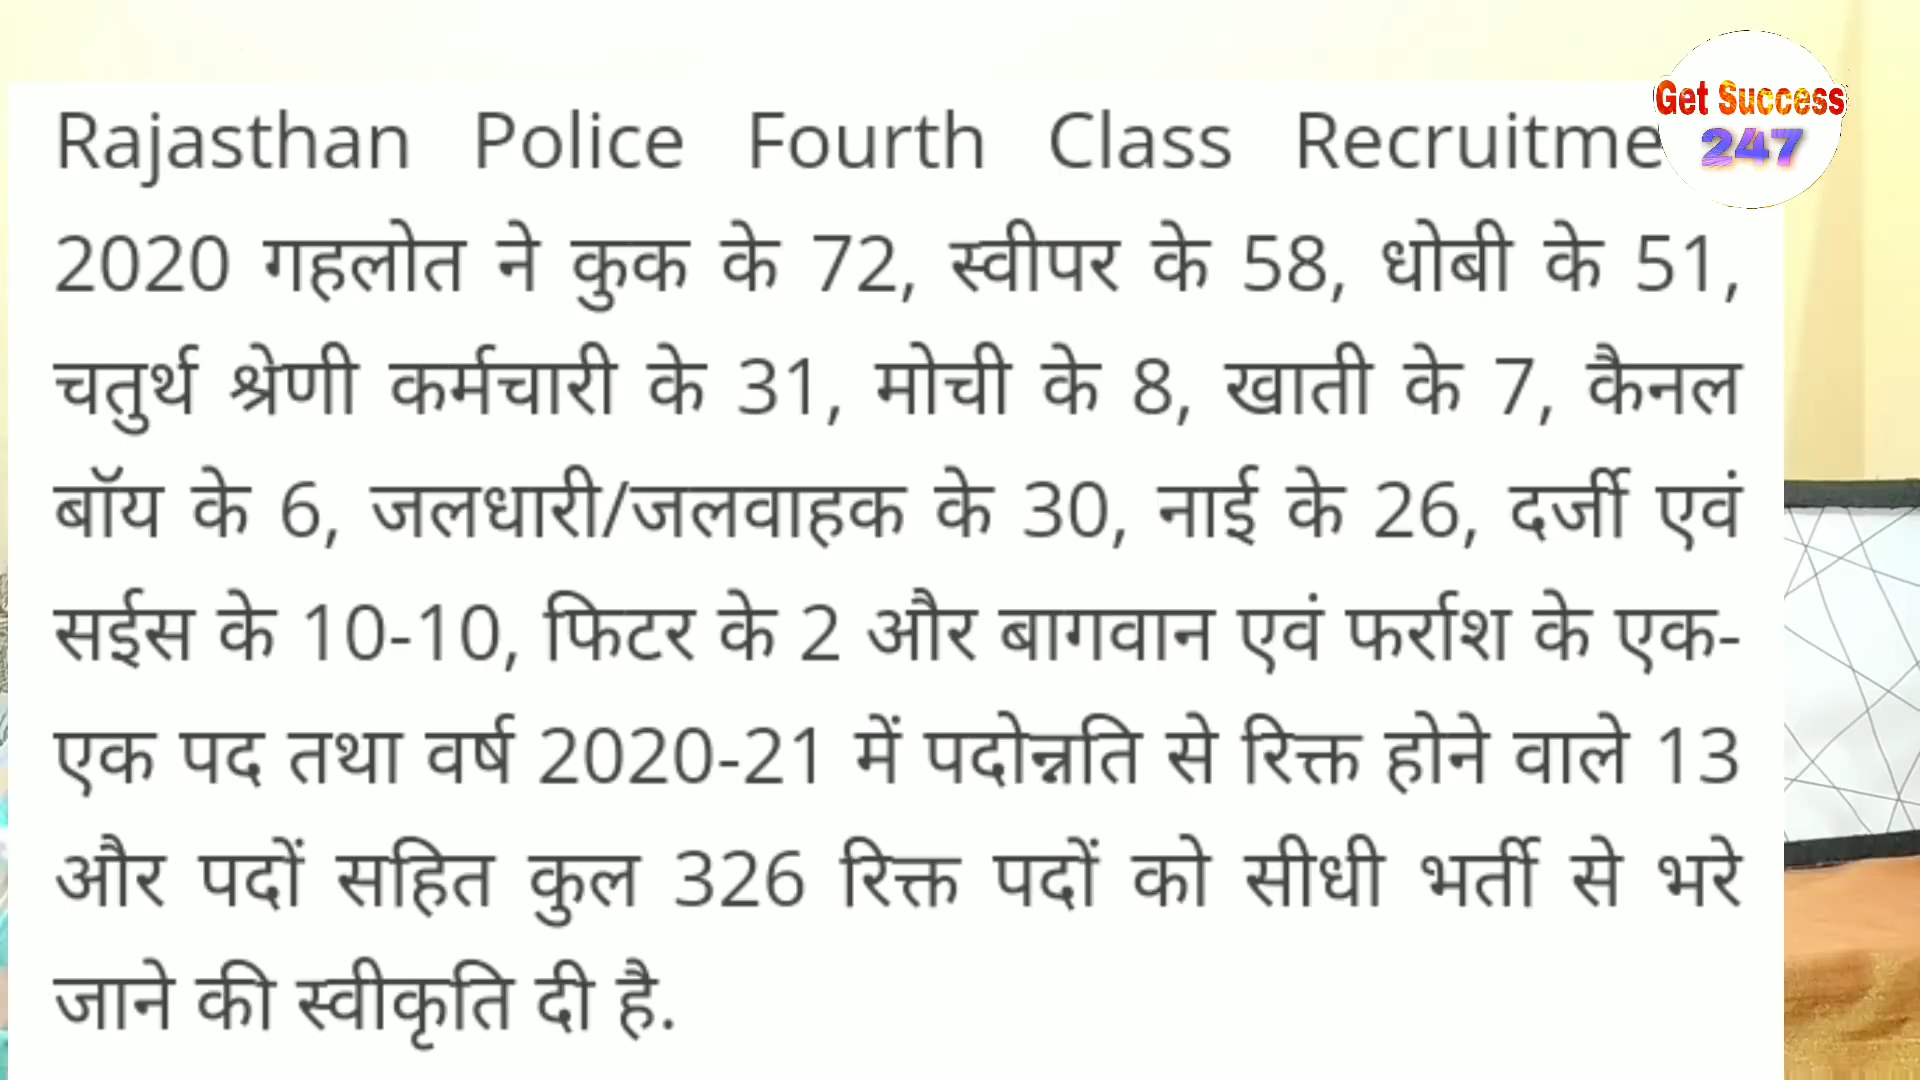 Rajasthan Police Fourth Class Recruitme
2020 गहलोत ने कुक के 72, स्वीपर के 58, धोबी के 51,
चतुर्थ श्रेणी कर्मचारी के 31, मोची के 8, खाती के 7, कैनल
बॉय के 6, जलधारी/जलवाहक के 30, नाई के 26, दर्जी एवं
सईस के 10-10, फिटर के 2 और बागवान एवं फर्राश के एक-
एक पद तथा वर्ष 2020-21 में पदोन्नति से रिक्त होने वाले 13
और पदों सहित कुल 326 रिक्त पदों को सीधी भर्ती से भरे
जाने की स्वीकृति दी है.
Get Success
247